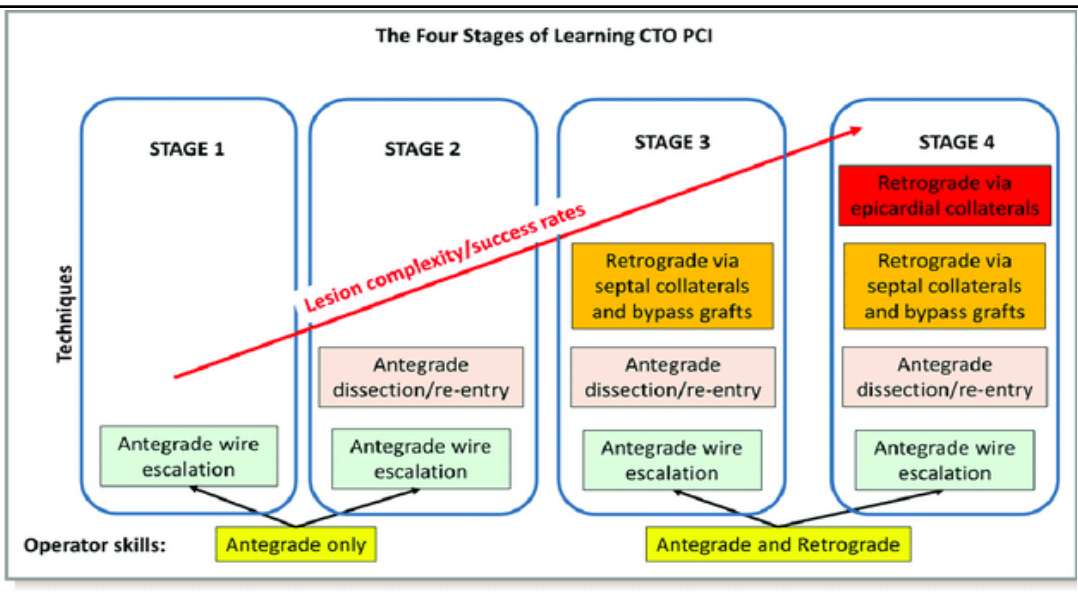 The Four Stages of Learning CTO PCI
STAGE 1
STAGE 2
STAGE 3
STAGE 4
Lesion complexity/success rates
Techniques
Antegrade wire
escalation
Antegrade
dissection/re-entry
Antegrade wire
escalation
Retrograde via
septal collaterals
and bypass grafts
Antegrade
dissection/re-entry
Antegrade wire
escalation
Retrograde via
epicardial collaterals
Retrograde via
septal collaterals
and bypass grafts
Antegrade
dissection/re-entry
Antegrade wire
escalation
Operator skills:
Antegrade only
Antegrade and Retrograde